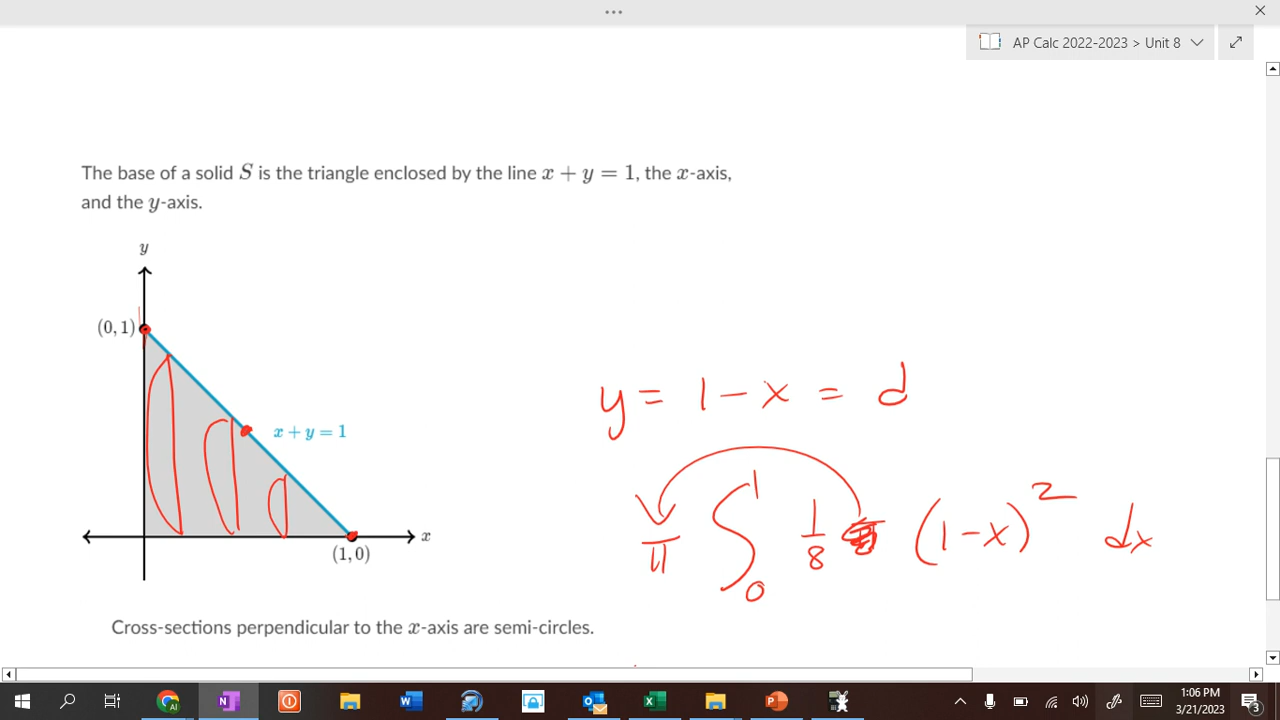 ...
AP Calc 2022-2023 > Unit 8
The base of a solid S is the triangle enclosed by the line x + y = 1, the x-axis,
and the y-axis.
y
(0, 1)
x + y = 1
x
(1, 0)
y = 1 - x = d
π ∫₀¹ 1/8 (1-x)² dx
Cross-sections perpendicular to the x-axis are semi-circles.
1:06 PM
3/21/2023
3